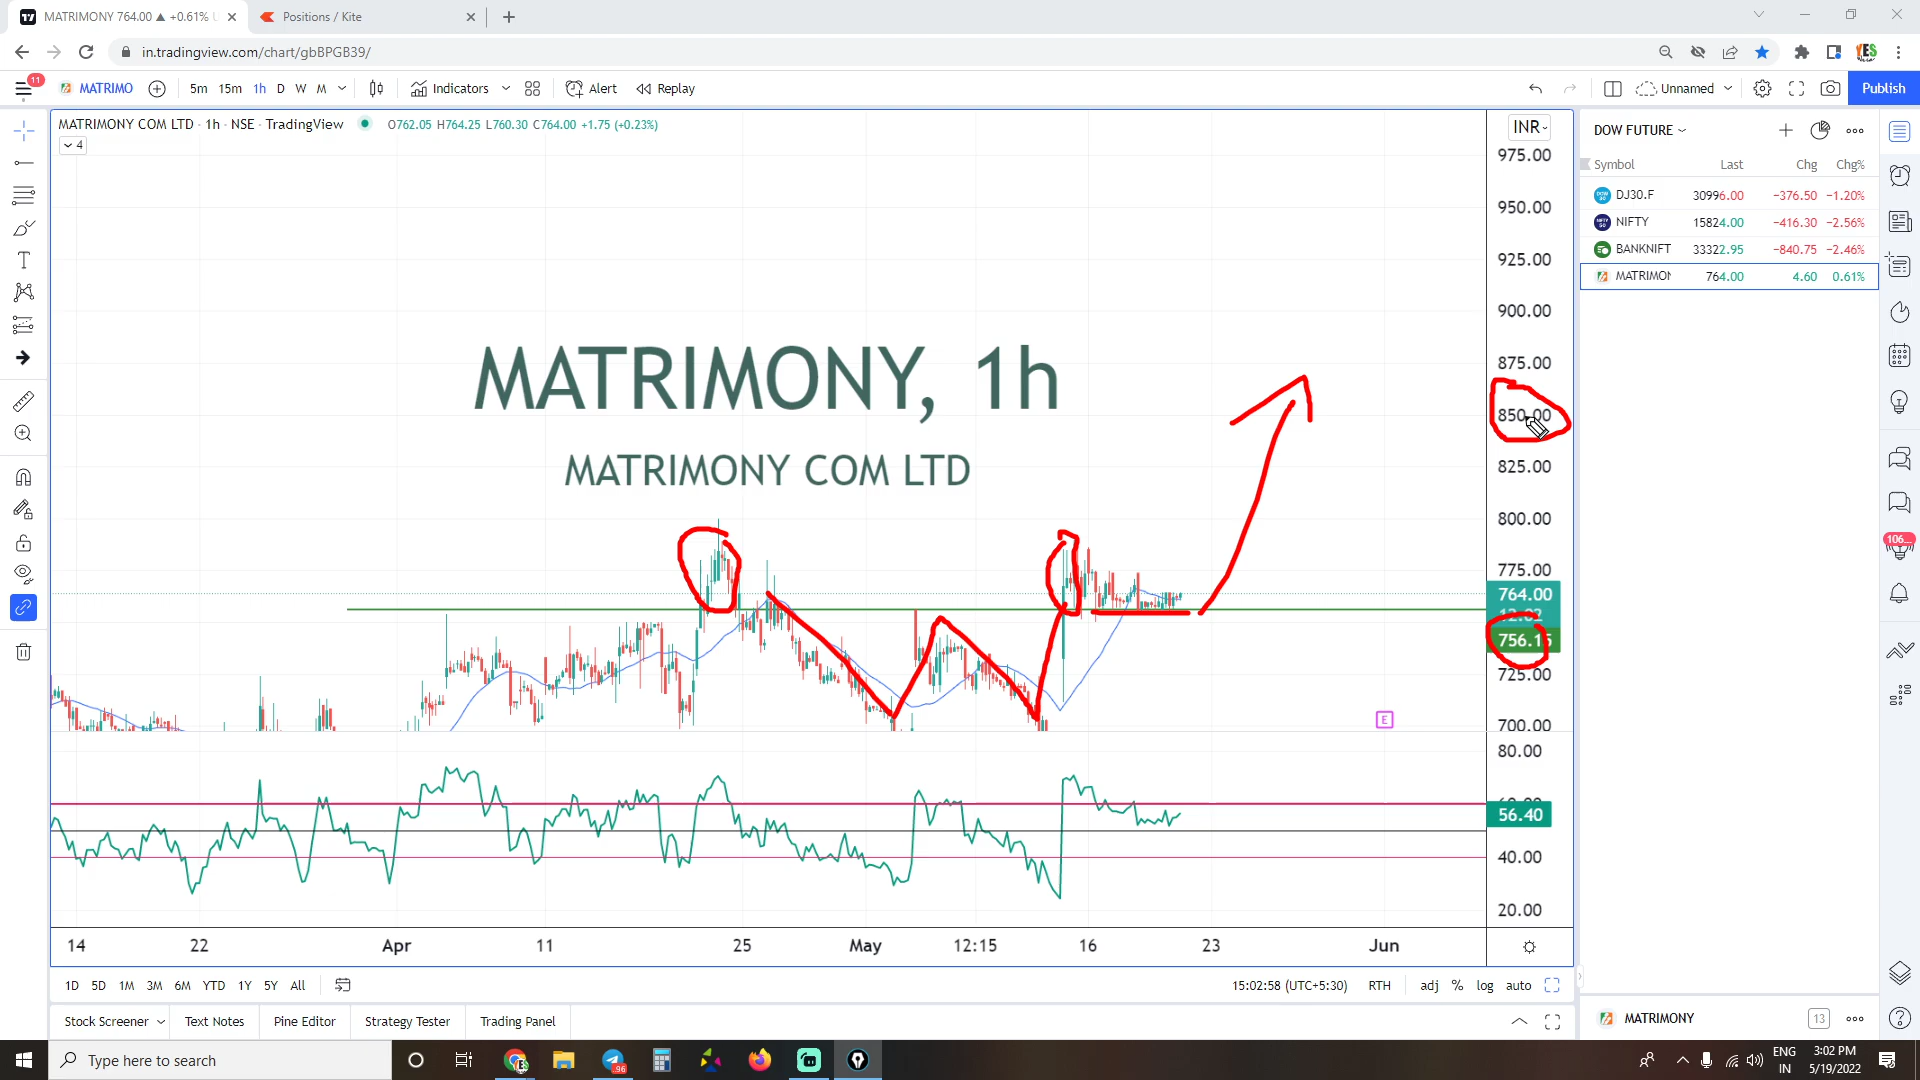 MATRIMONY 764.00 ▲ +0.61%
Positions / Kite
in.tradingview.com/chart/gbBPGB39/
YES
11
MATRIMO
5m 15m 1h D W M
Indicators
Alert
Replay
Unnamed
Publish
MATRIMONY COM LTD · 1h · NSE · TradingView
O762.05 H764.25 L760.30 C764.00 +1.75 (+0.23%)
4
INR
975.00
950.00
925.00
900.00
875.00
850.00
825.00
800.00
775.00
764.00
756.15
725.00
700.00
80.00
56.40
40.00
20.00
MATRIMONY, 1h
MATRIMONY COM LTD
E
14 22 Apr 11 25 May 12:15 16 23 Jun
1D 5D 1M 3M 6M YTD 1Y 5Y All
15:02:58 (UTC+5:30) RTH adj % log auto
Stock Screener Text Notes Pine Editor Strategy Tester Trading Panel
DOW FUTURE
Symbol Last Chg Chg%
DJ30.F 30996.00 −376.50 −1.20%
NIFTY 15824.00 −416.30 −2.56%
BANKNIFT 33322.95 −840.75 −2.46%
MATRIMON 764.00 4.60 0.61%
106...
MATRIMONY
13
Type here to search
96
ENG
IN
3:02 PM
5/19/2022